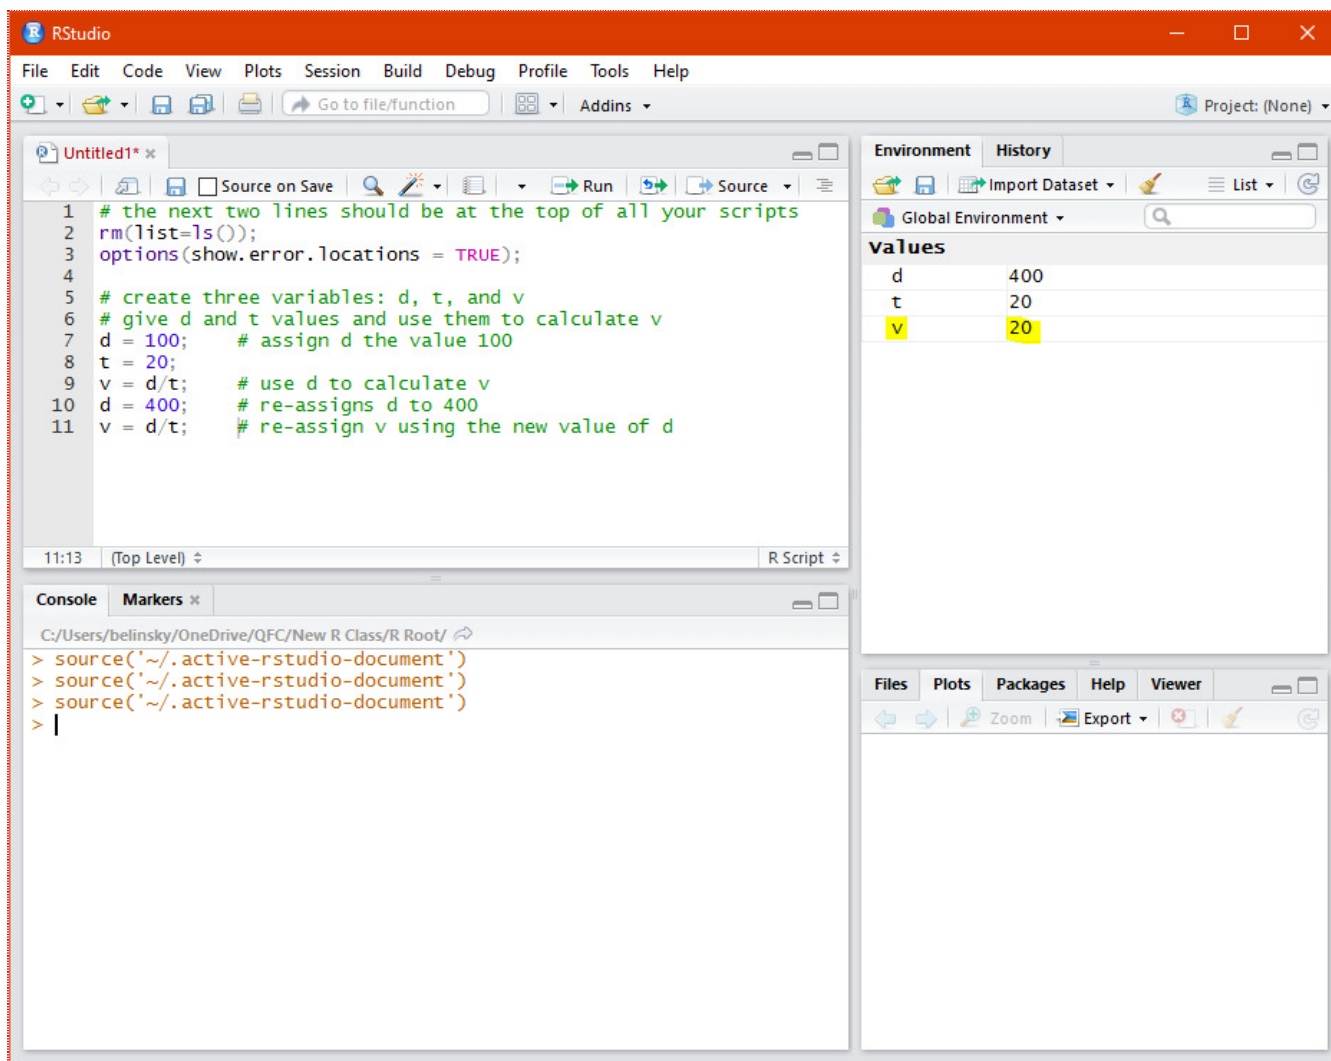 RStudio
File Edit Code View Plots Session Build Debug Profile Tools Help
Go to file/function Addins Project: (None)
Untitled1*
Source on Save Run Source
1 # the next two lines should be at the top of all your scripts
2 rm(list=ls());
3 options(show.error.locations = TRUE);
4
5 # create three variables: d, t, and v
6 # give d and t values and use them to calculate v
7 d = 100; # assign d the value 100
8 t = 20;
9 v = d/t; # use d to calculate v
10 d = 400; # re-assigns d to 400
11 v = d/t; # re-assign v using the new value of d
11:13 (Top Level) R Script
Console Markers
C:/Users/belinsky/OneDrive/QFC/New R Class/R Root/
> source('~/.active-rstudio-document')
> source('~/.active-rstudio-document')
> source('~/.active-rstudio-document')
>
Environment History
Import Dataset List
Global Environment
Values
d 400
t 20
v 20
Files Plots Packages Help Viewer
Zoom Export